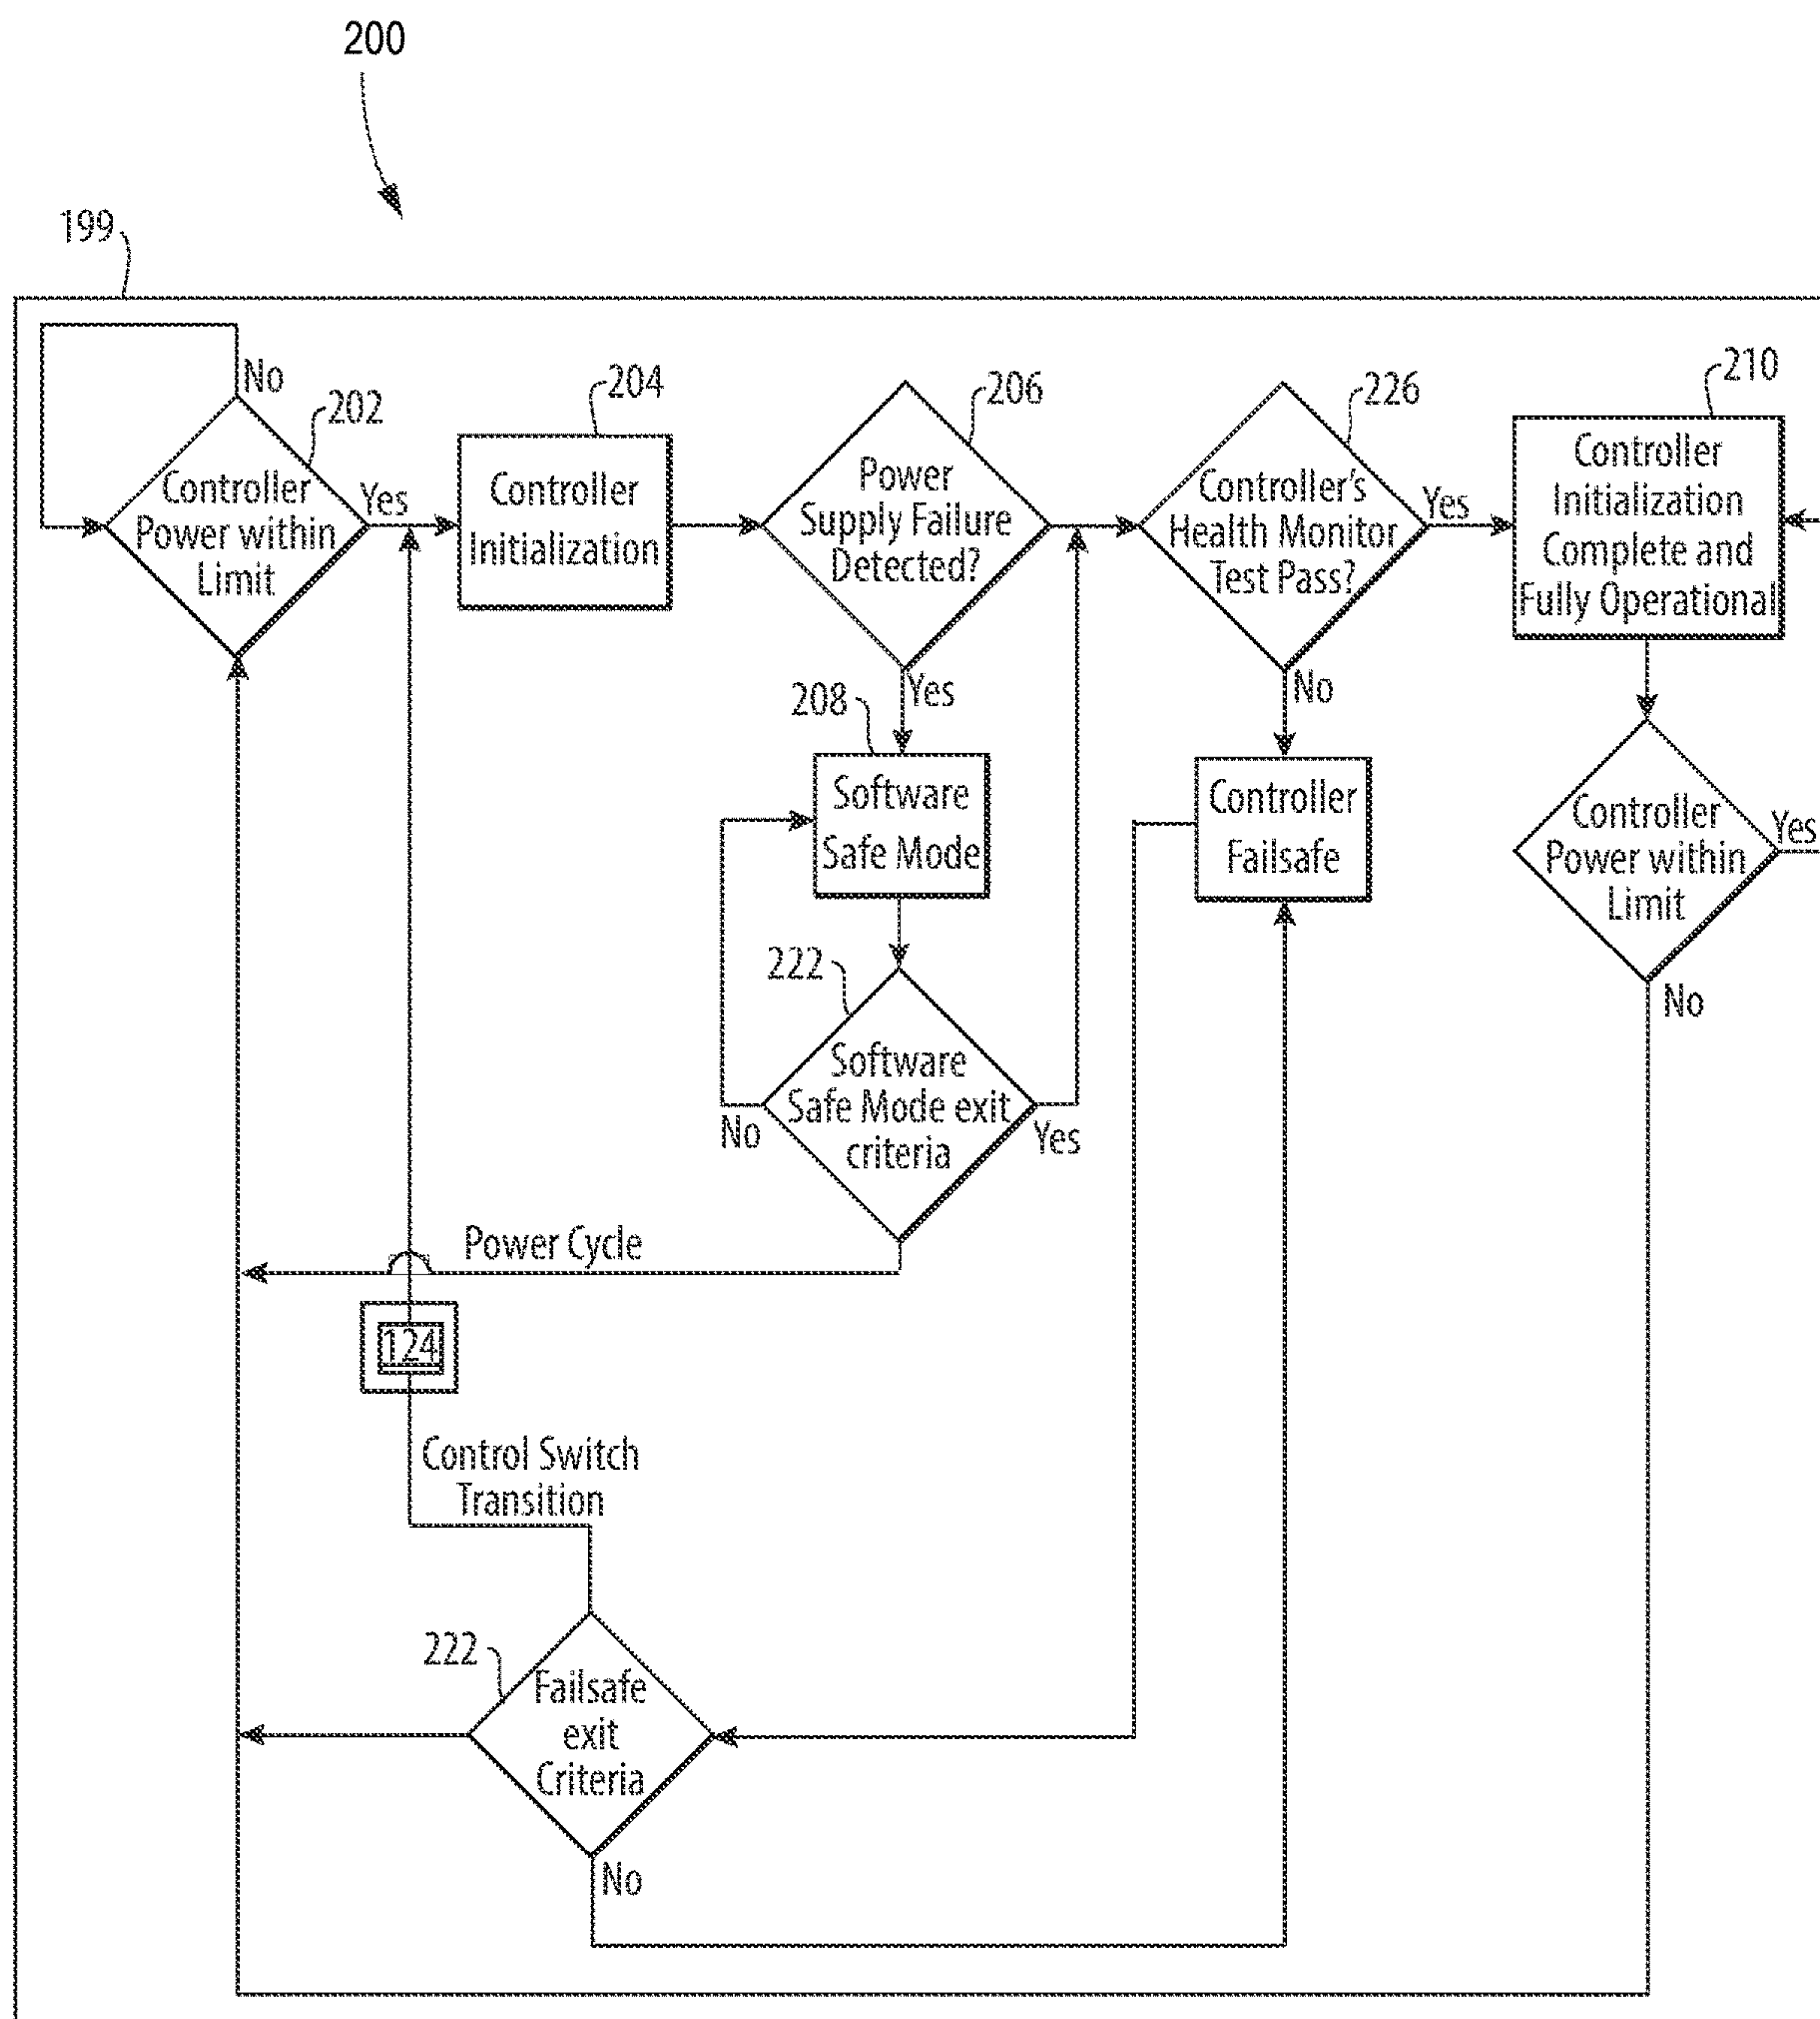 200
199
No
202
Controller
Power within
Limit
Yes
204
Controller
Initialization
206
Power
Supply Failure
Detected?
Yes
226
Controller's
Health Monitor
Test Pass?
Yes
No
210
Controller
Initialization
Complete and
Fully Operational
208
Software
Safe Mode
Controller
Failsafe
Controller
Power within
Limit
Yes
No
222
Software
Safe Mode exit
criteria
No
Yes
Power Cycle
124
Control Switch
Transition
222
Failsafe
exit
Criteria
No